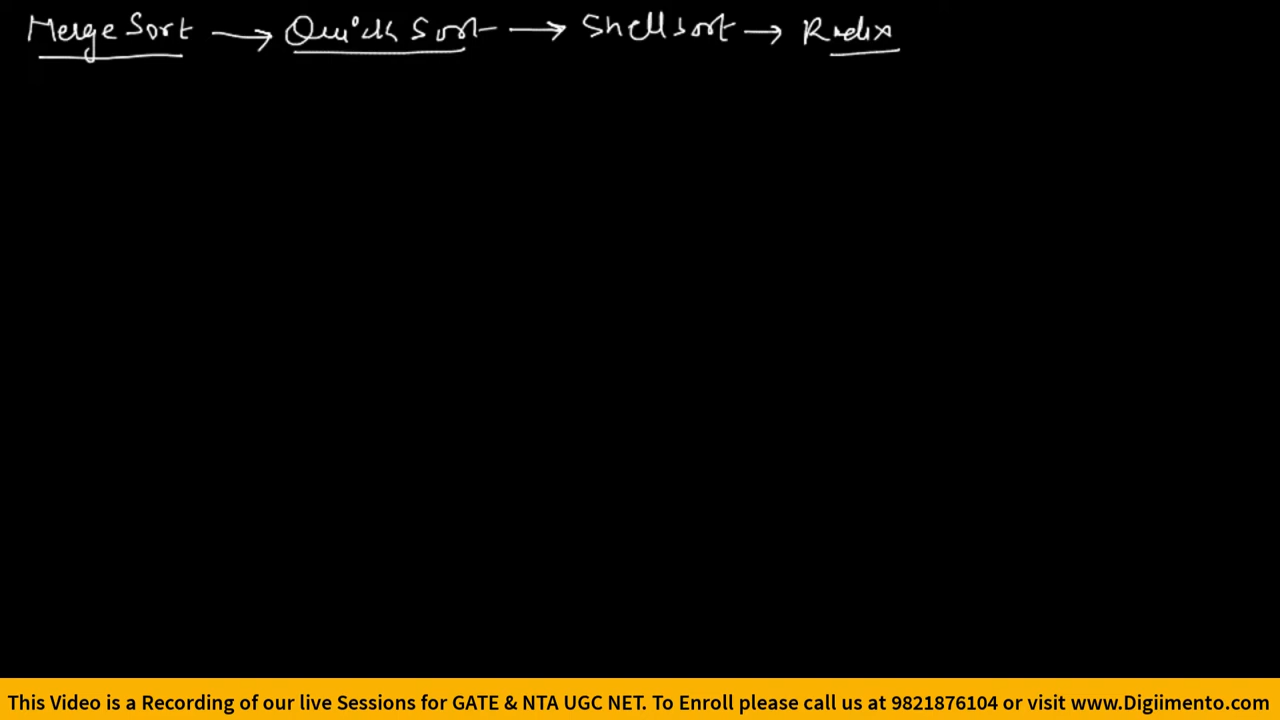 Merge Sort → Quick Sort → Shell sort → Radix
This Video is a Recording of our live Sessions for GATE & NTA UGC NET. To Enroll please call us at 9821876104 or visit www.Digiimento.com